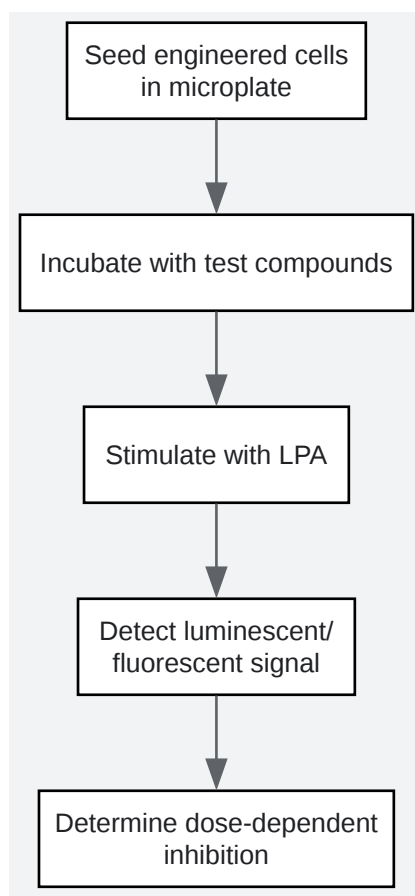 Seed engineered cells
in microplate
Incubate with test compounds
Stimulate with LPA
Detect luminescent/
fluorescent signal
Determine dose-dependent
inhibition